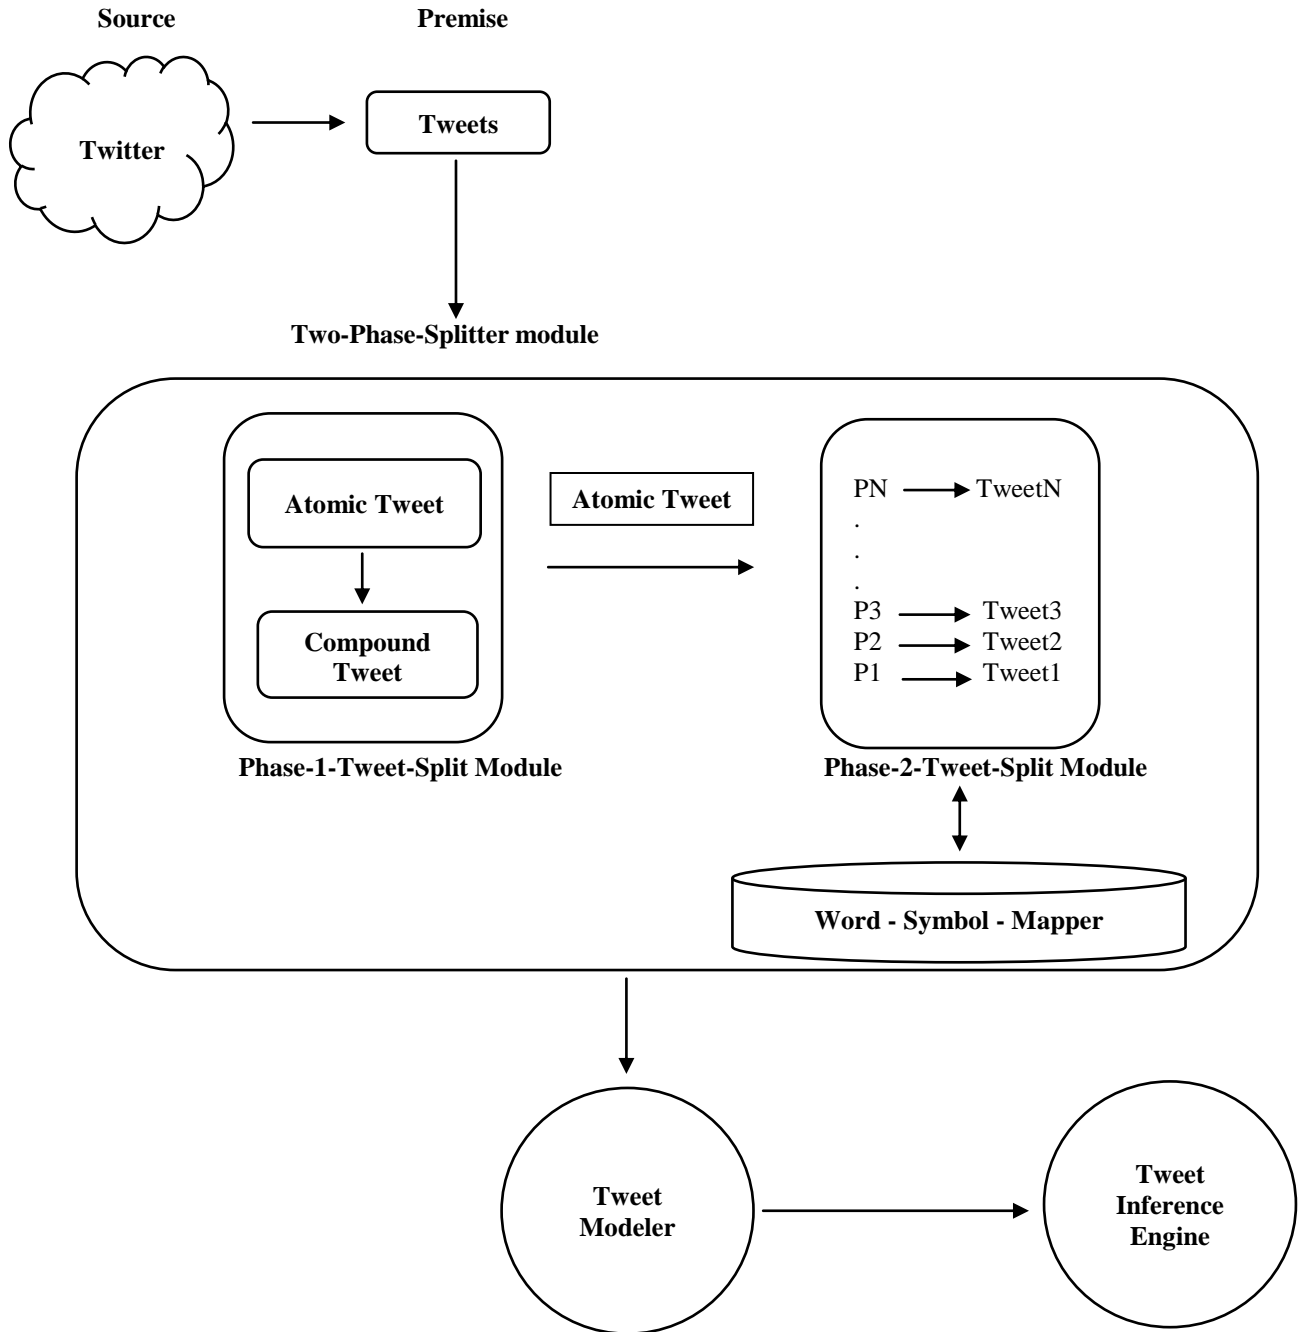 Source
Premise
Twitter
Tweets
Two-Phase-Splitter module
Atomic Tweet
Compound
Tweet
Phase-1-Tweet-Split Module
Atomic Tweet
PN TweetN
.
.
.
P3 Tweet3
P2 Tweet2
P1 Tweet1
Phase-2-Tweet-Split Module
Word - Symbol - Mapper
Tweet
Modeler
Tweet
Inference
Engine